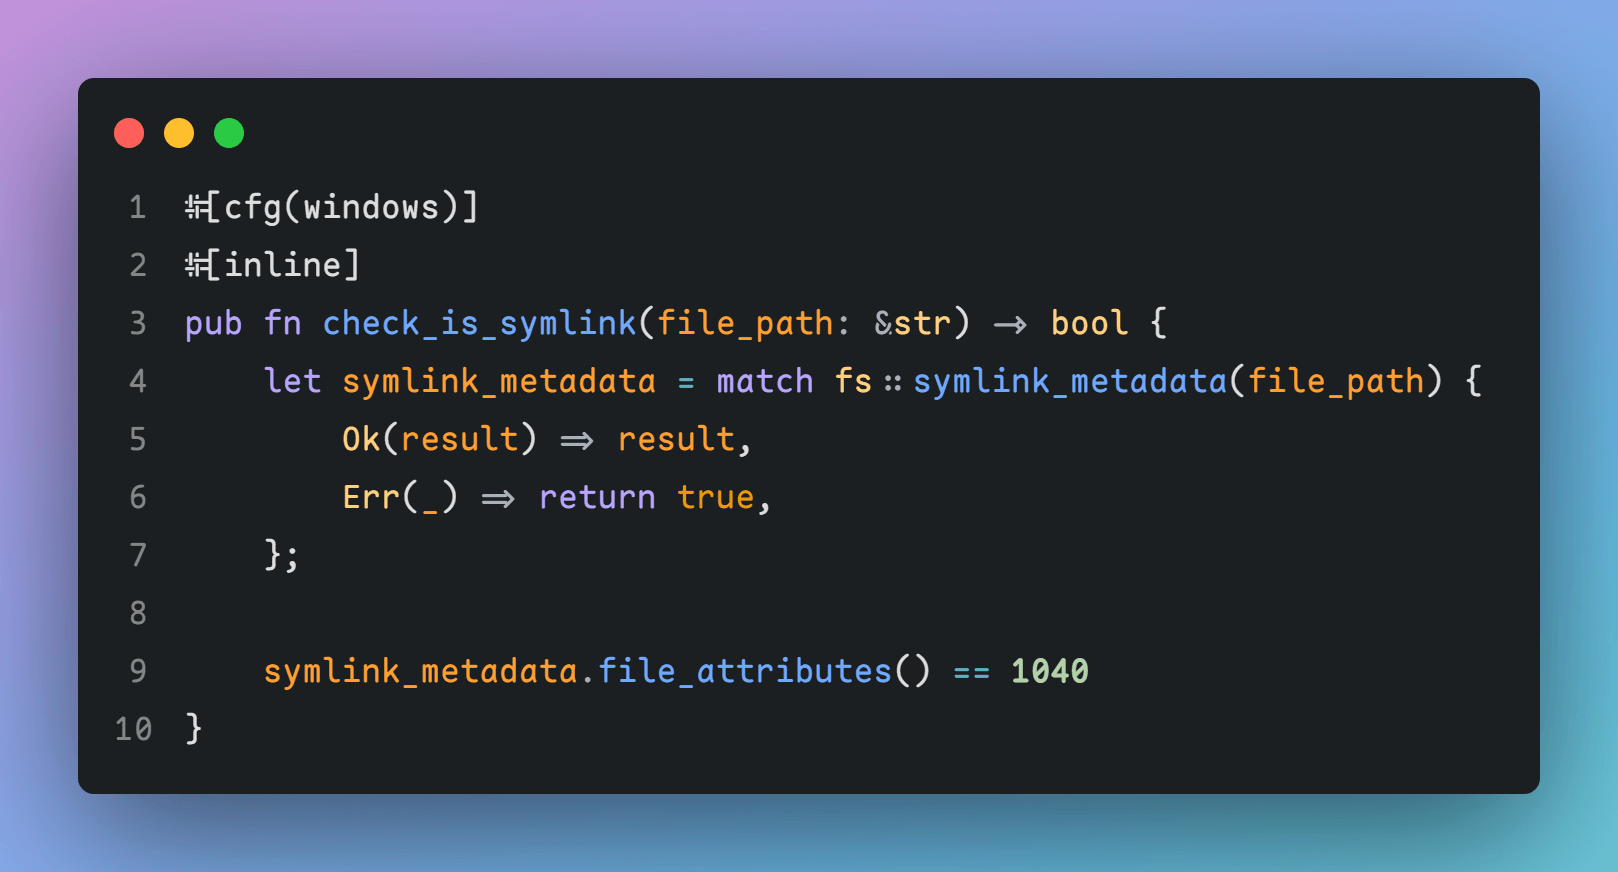 1 #[cfg(windows)]
2 #[inline]
3 pub fn check_is_symlink(file_path: &str) -> bool {
4     let symlink_metadata = match fs::symlink_metadata(file_path) {
5         Ok(result) => result,
6         Err(_) => return true,
7     };
8
9     symlink_metadata.file_attributes() == 1040
10 }